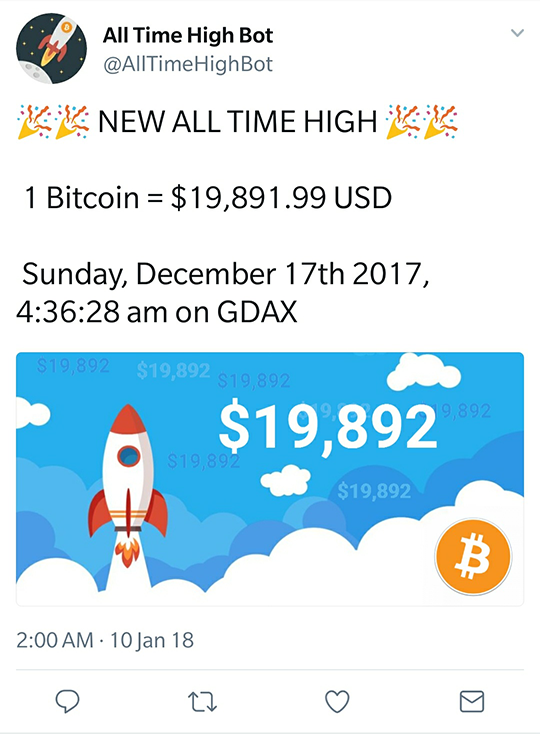 All Time High Bot
@AllTimeHighBot
🎉🎉 NEW ALL TIME HIGH 🎉🎉
1 Bitcoin = $19,891.99 USD
Sunday, December 17th 2017,
4:36:28 am on GDAX
$19,892
$19,892
$19,892
$19,892
$19,892
9,892
$19,892
$19,892
2:00 AM · 10 Jan 18